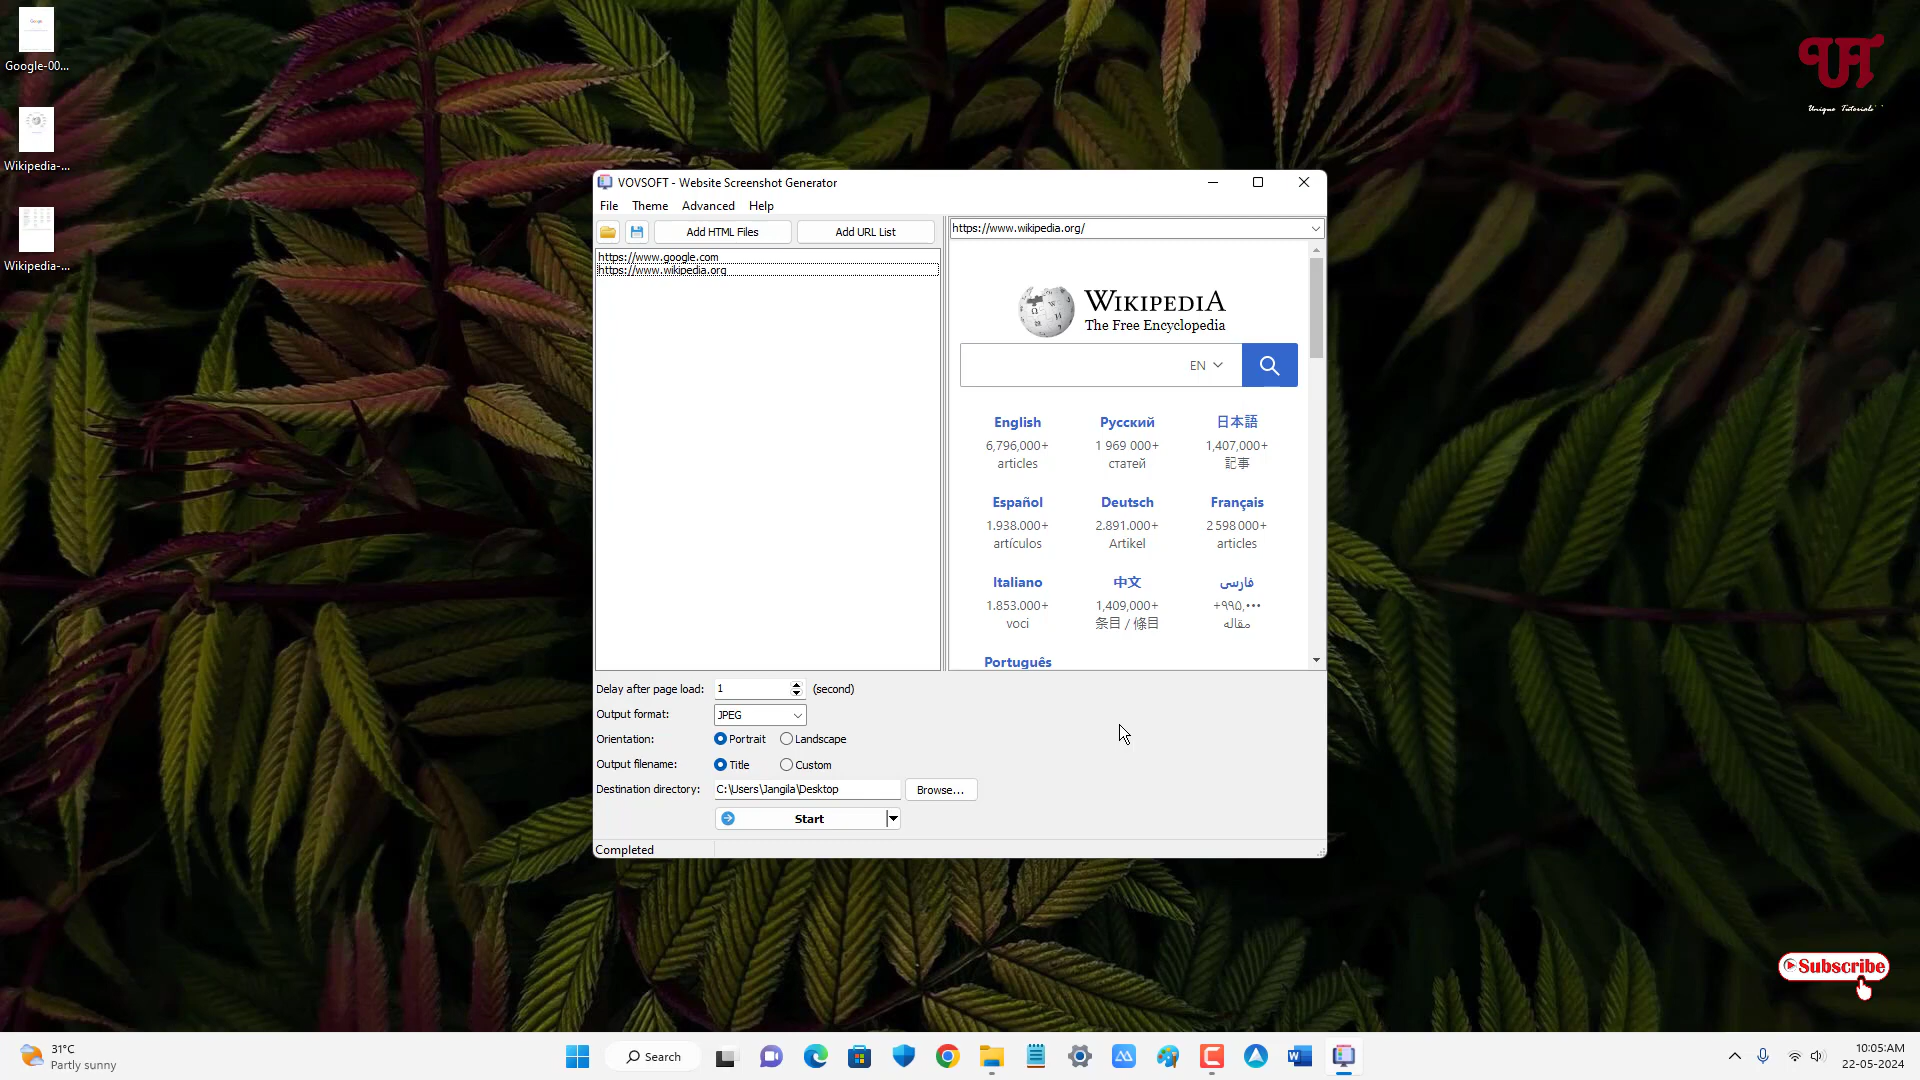 Google-00...
Wikipedia-...
Wikipedia-...
UT
Unique Tutorials
VOVSOFT - Website Screenshot Generator
File Theme Advanced Help
Add HTML Files Add URL List
https://www.google.com
https://www.wikipedia.org
https://www.wikipedia.org/
WIKIPEDIA
The Free Encyclopedia
EN
English Русский 日本語
6,796,000+ 1 969 000+ 1,407,000+
articles статей 記事
Español Deutsch Français
1.938.000+ 2.891.000+ 2 598 000+
artículos Artikel articles
Italiano 中文 فارسی
1.853.000+ 1,409,000+ ۹۹۵٬۰۰۰+
voci 条目 / 條目 مقاله
Português
Delay after page load: 1 (second)
Output format: JPEG
Orientation: Portrait Landscape
Output filename: Title Custom
Destination directory: C:\Users\Jangila\Desktop Browse...
Start
Completed
Subscribe
31°C
Partly sunny
Search
10:05:AM
22-05-2024